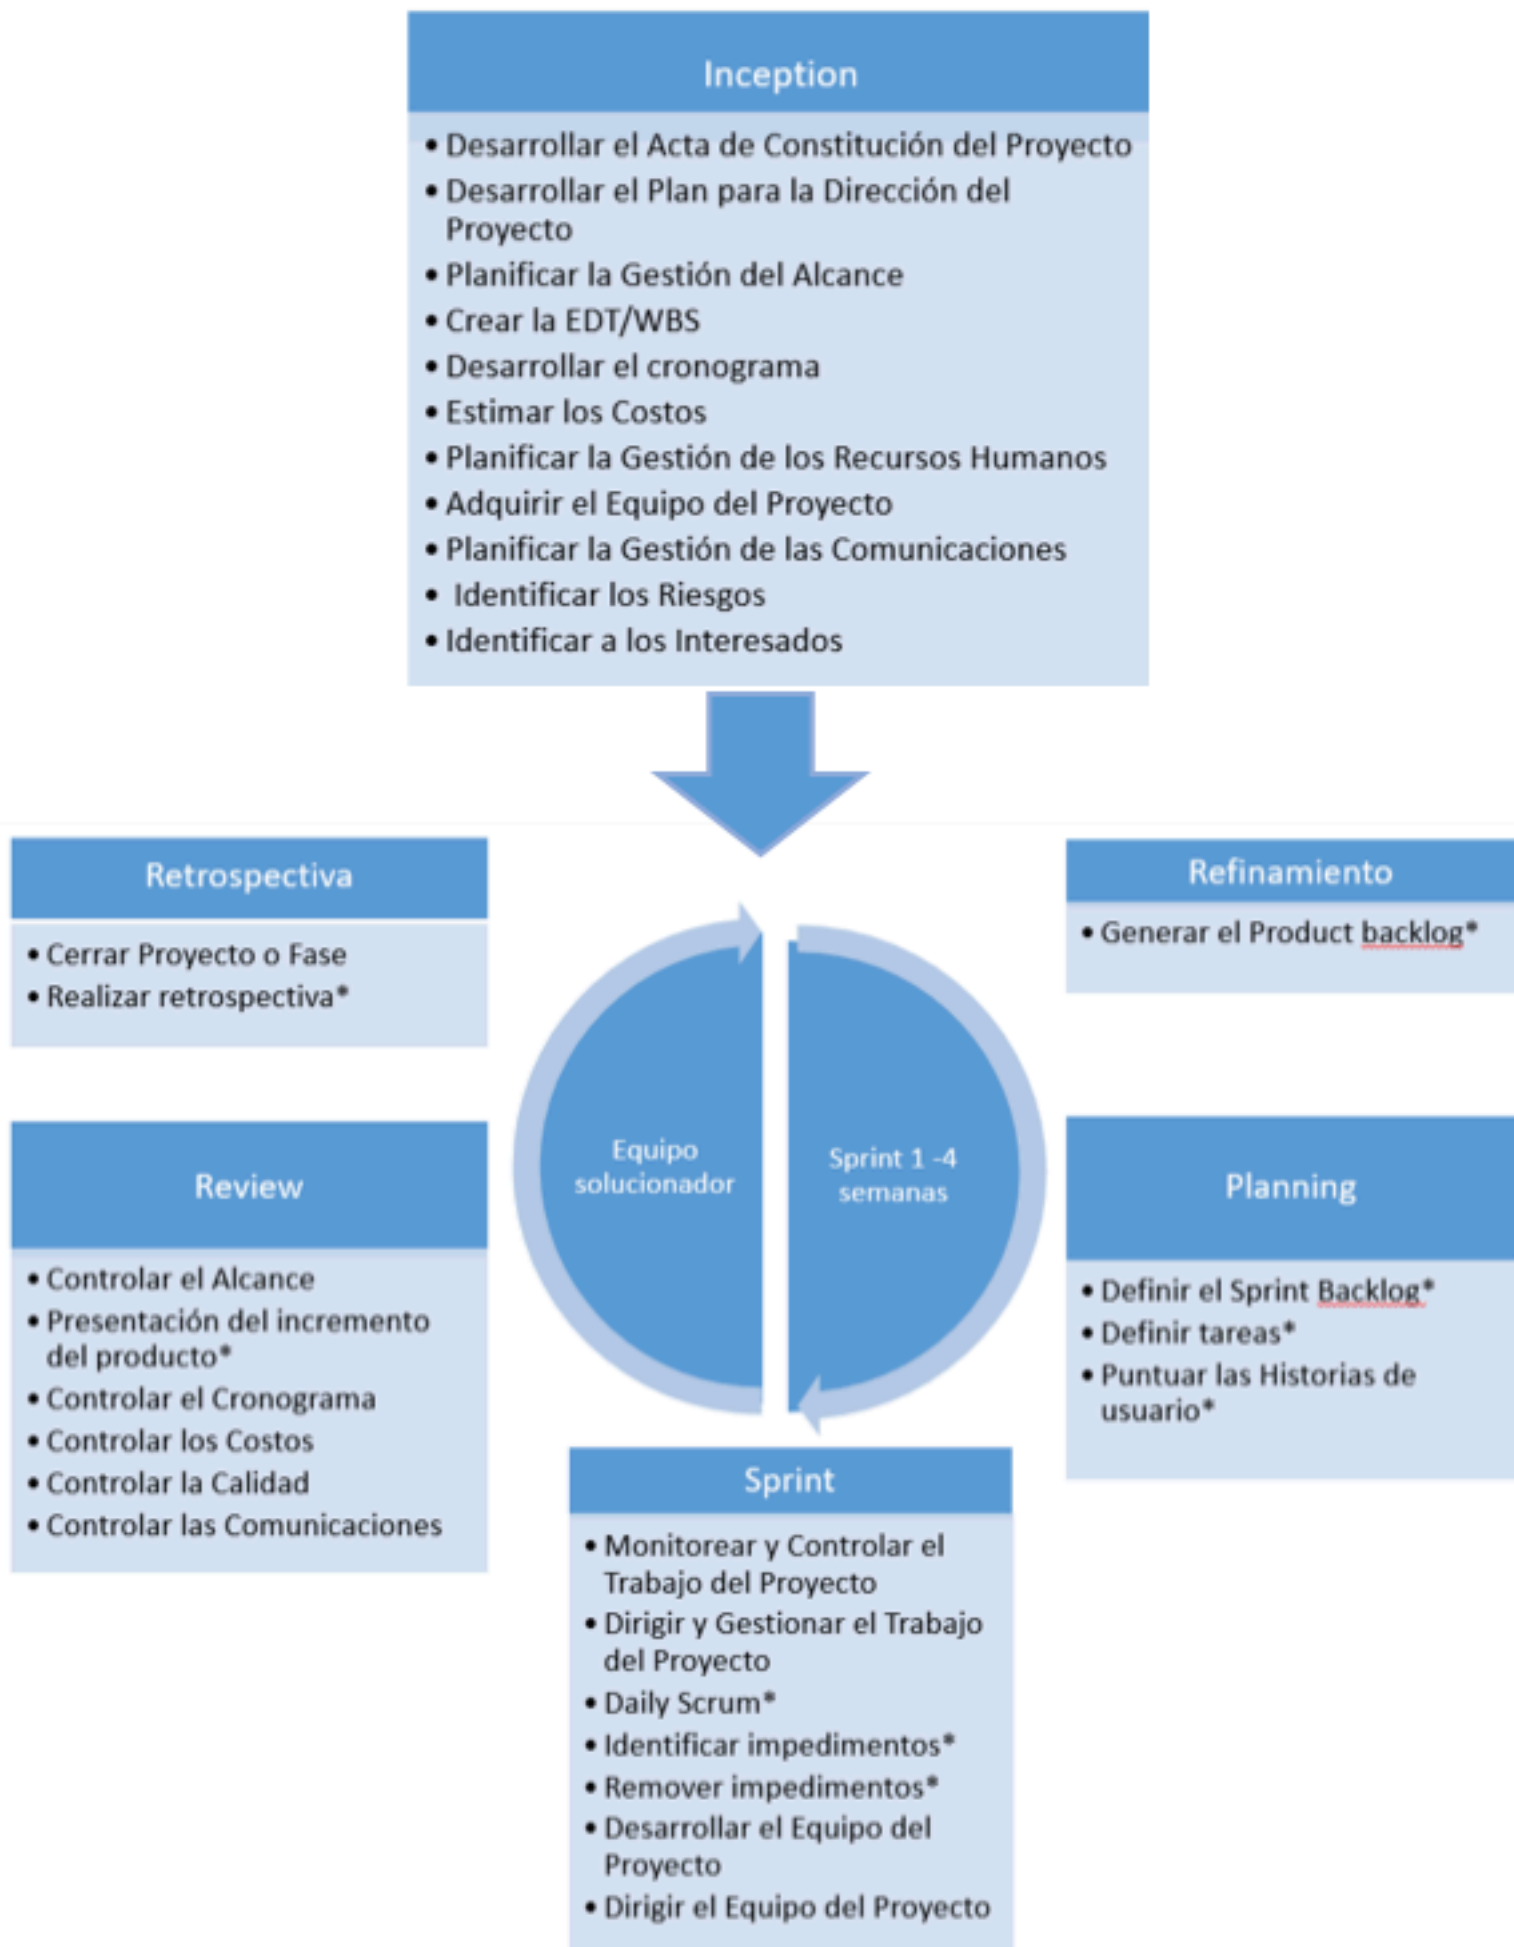 Inception
• Desarrollar el Acta de Constitución del Proyecto
• Desarrollar el Plan para la Dirección del
Proyecto
• Planificar la Gestión del Alcance
• Crear la EDT/WBS
• Desarrollar el cronograma
• Estimar los Costos
• Planificar la Gestión de los Recursos Humanos
• Adquirir el Equipo del Proyecto
• Planificar la Gestión de las Comunicaciones
• Identificar los Riesgos
• Identificar a los Interesados
Retrospectiva
• Cerrar Proyecto o Fase
• Realizar retrospectiva*
Refinamiento
• Generar el Product backlog*
Equipo
solucionador
Sprint 1 -4
semanas
Review
• Controlar el Alcance
• Presentación del incremento
del producto*
• Controlar el Cronograma
• Controlar los Costos
• Controlar la Calidad
• Controlar las Comunicaciones
Planning
• Definir el Sprint Backlog*
• Definir tareas*
• Puntuar las Historias de
usuario*
Sprint
• Monitorear y Controlar el
Trabajo del Proyecto
• Dirigir y Gestionar el Trabajo
del Proyecto
• Daily Scrum*
• Identificar impedimentos*
• Remover impedimentos*
• Desarrollar el Equipo del
Proyecto
• Dirigir el Equipo del Proyecto